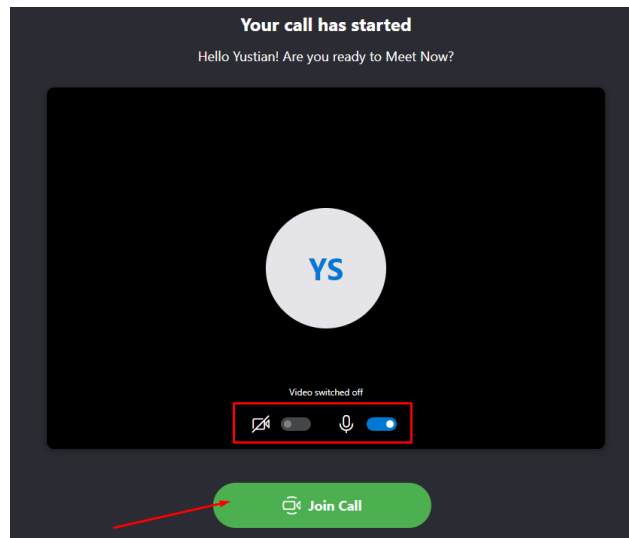 Your call has started
Hello Yustian! Are you ready to Meet Now?
YS
Video switched off
Join Call